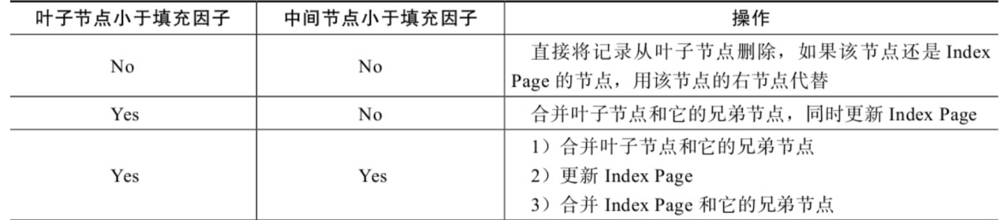 叶子节点小于填充因子 中间节点小于填充因子 操作
No No 直接将记录从叶子节点删除，如果该节点还是 Index
Page 的节点，用该节点的右节点代替
Yes No 合并叶子节点和它的兄弟节点，同时更新 Index Page
1）合并叶子节点和它的兄弟节点
Yes Yes 2）更新 Index Page
3）合并 Index Page 和它的兄弟节点